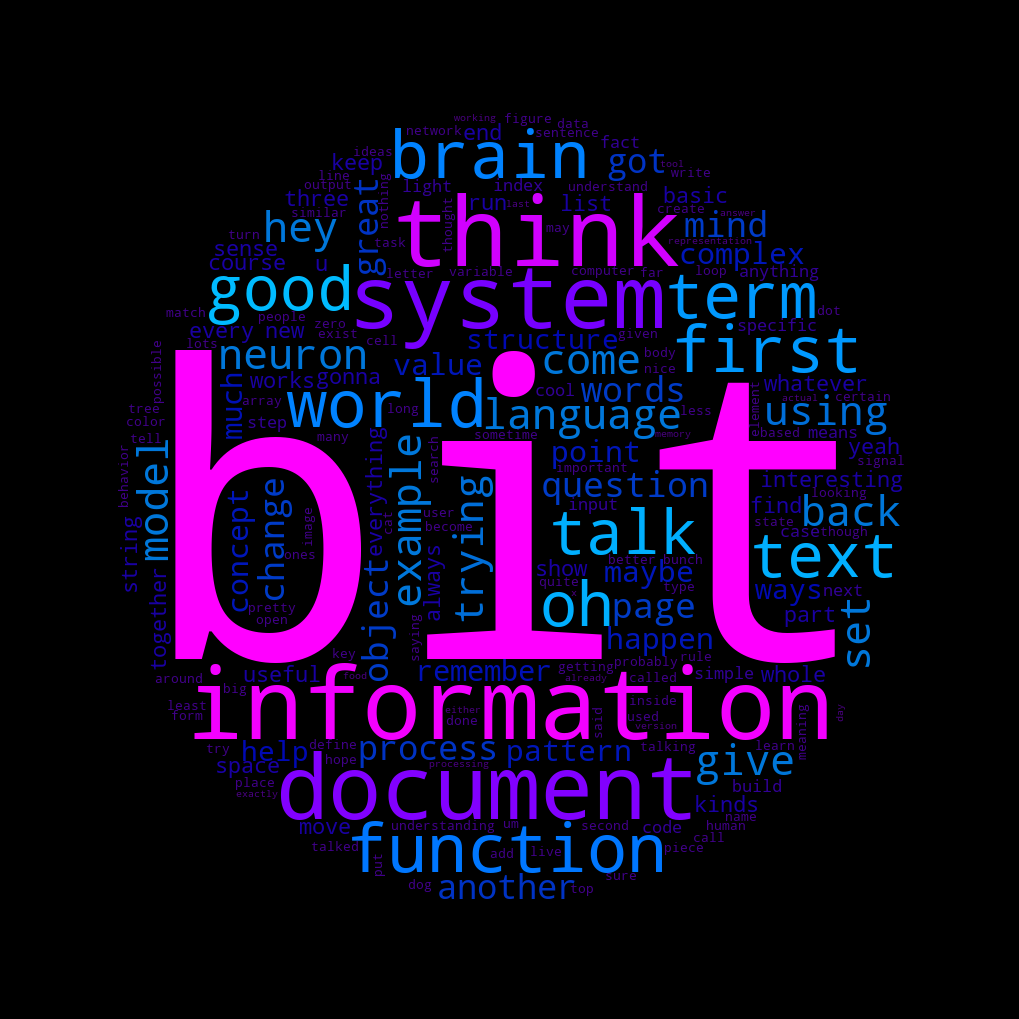 working figure data
network end sentence
brain fact
ideas got tool
keep light index understand write
line
output three run last list basic
similar great nothing thought may create answer
hey think mind
turn task representation
sense complex
course u letter variable computer far loop anything
good system term
match people structure given specific dot
every new zero exist cell first
lots body
possible neuron value come nice
works gonna cool words whatever
much array step world long language less element actual certain
tree using
color many sometime memory based means
tell yeah
behavior model example everything search point signal
important
question interesting
looking
concept change image trying user cat input find state back
string become talk case though
bit
ones always better bunch text
show maybe
quite
x type ways next
pretty oh page
open saying part set
together object happen
key remember getting probably rule
around useful food already called simple whole
big
least information inside
form either said used day
done version
try define process pattern talking learn meaning
help hope
space processing give
place
exactly document build
kinds
name
move understanding um second code human
talked function call
put add live piece
dog another top sure